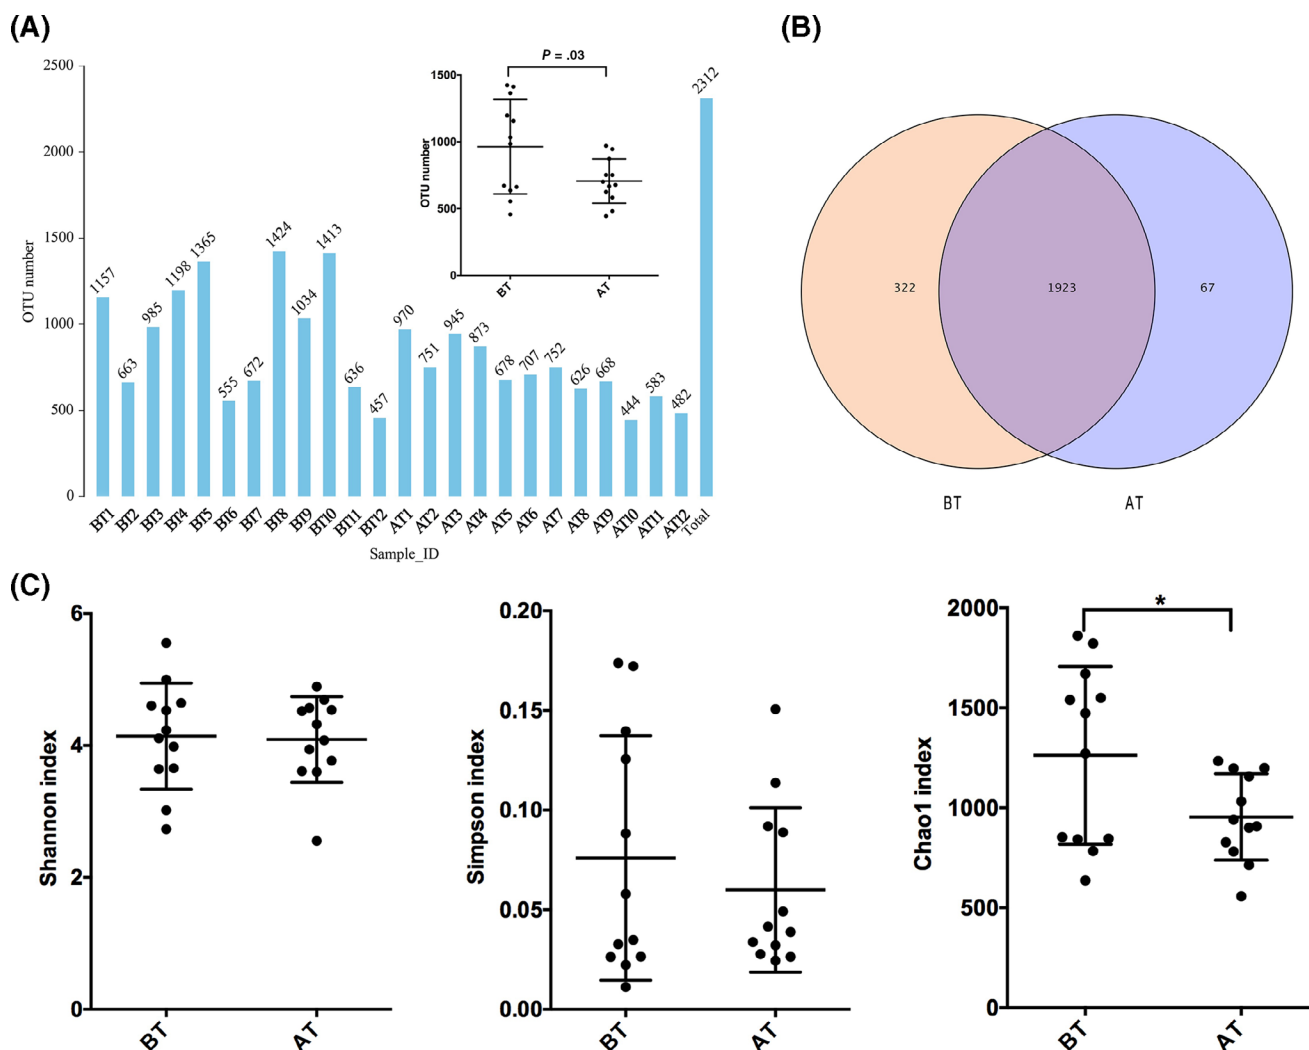 (A)
2500
2000
1500
1000
500
0
OTU number
1157
663
985
1198
1365
555
672
1424
1034
1413
636
457
970
751
945
873
678
707
752
626
668
444
583
482
2312
BT1
BT2
BT3
BT4
BT5
BT6
BT7
BT8
BT9
BT10
BT11
BT12
AT1
AT2
AT3
AT4
AT5
AT6
AT7
AT8
AT9
AT10
AT11
AT12
Total
Sample_ID
P = .03
1500
1000
500
0
OTU number
BT
AT
(B)
322
1923
67
BT
AT
(C)
6
4
2
0
Shannon index
BT
AT
0.20
0.15
0.10
0.05
0.00
Simpson index
BT
AT
2000
1500
1000
500
0
Chao1 index
*
BT
AT